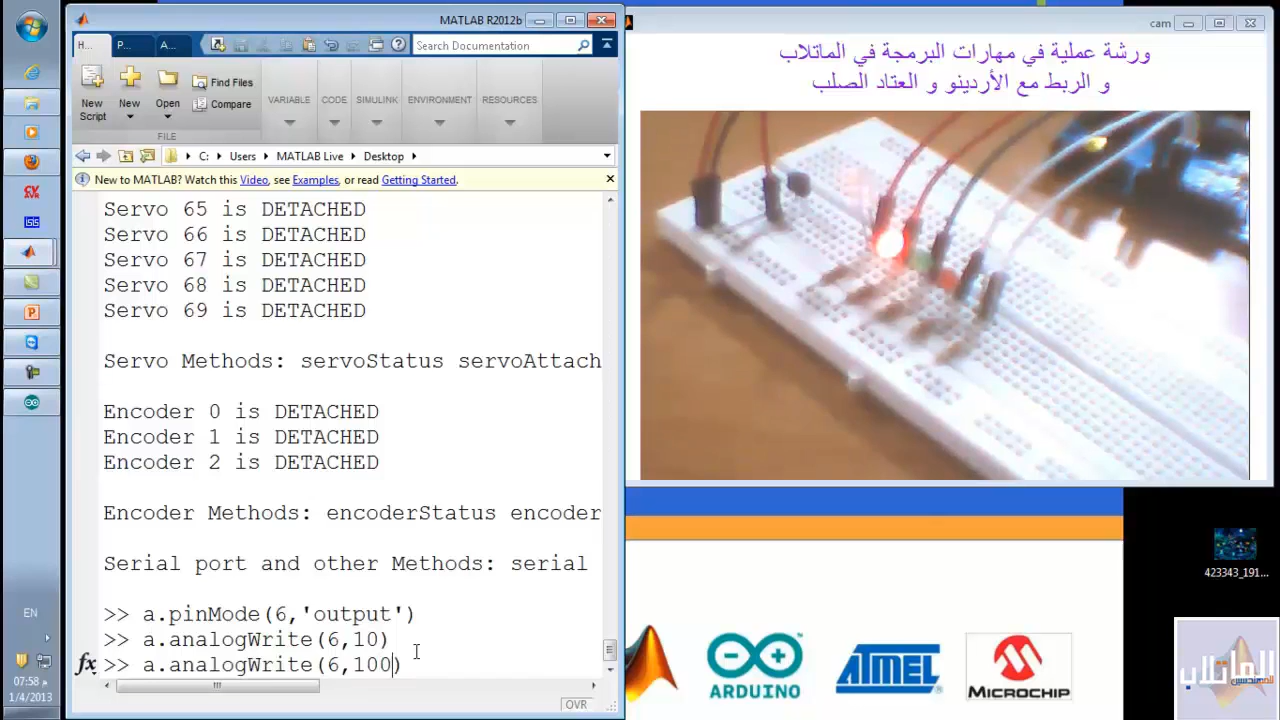 MATLAB R2012b
H...
P...
A...
Search Documentation
New Script
New
Open
Find Files
Compare
FILE
VARIABLE
CODE
SIMULINK
ENVIRONMENT
RESOURCES
C:
Users
MATLAB Live
Desktop
New to MATLAB? Watch this Video, see Examples, or read Getting Started.
Servo 65 is DETACHED
Servo 66 is DETACHED
Servo 67 is DETACHED
Servo 68 is DETACHED
Servo 69 is DETACHED
Servo Methods: servoStatus servoAttach
Encoder 0 is DETACHED
Encoder 1 is DETACHED
Encoder 2 is DETACHED
Encoder Methods: encoderStatus encoder
Serial port and other Methods: serial
>> a.pinMode(6,'output')
>> a.analogWrite(6,10)
fx >> a.analogWrite(6,100)
OVR
cam
ورشة عملية في مهارات البرمجة في الماتلاب
و الربط مع الأردينو و العتاد الصلب
ARDUINO
ATMEL
MICROCHIP
423343_191...
الماتلاب
للمهندسين
ISIS
EN
07:58 م
1/4/2013